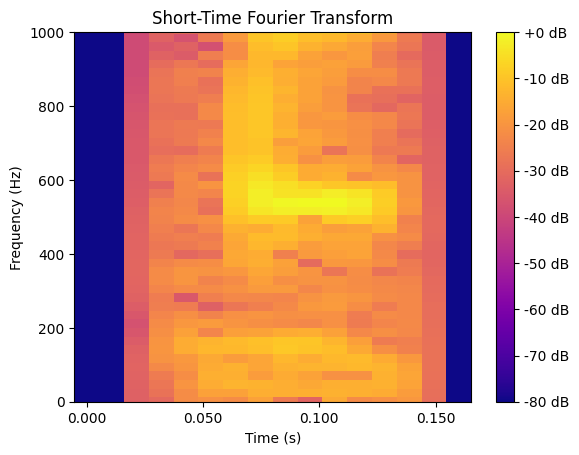 Short-Time Fourier Transform
1000
800
600
400
200
0
Frequency (Hz)
0.000
0.050
0.100
0.150
Time (s)
+0 dB
-10 dB
-20 dB
-30 dB
-40 dB
-50 dB
-60 dB
-70 dB
-80 dB